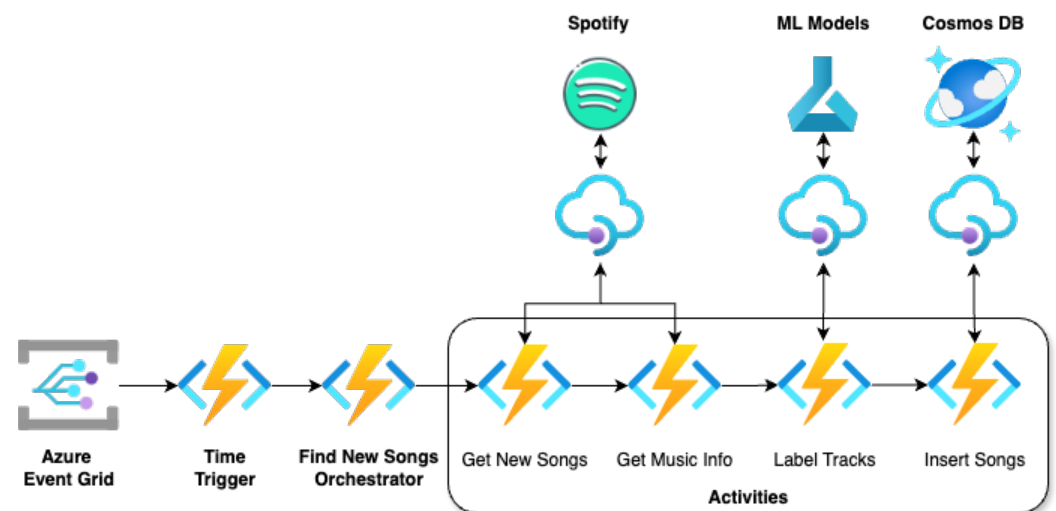 Spotify
ML Models
Cosmos DB
Azure
Event Grid
Time
Trigger
Find New Songs
Orchestrator
Get New Songs
Get Music Info
Label Tracks
Insert Songs
Activities